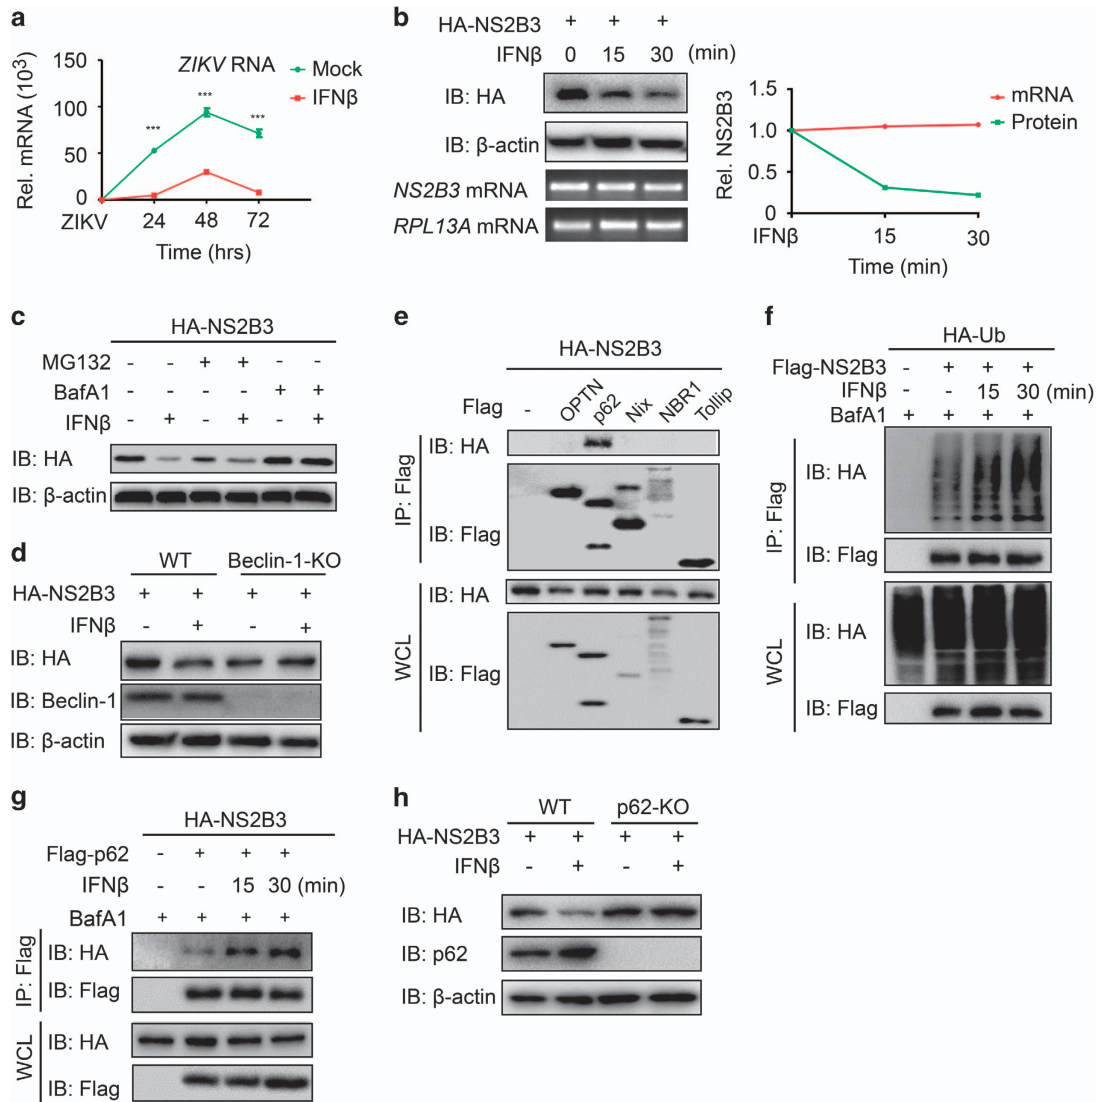 a
150
100
50
0
Rel. mRNA (10³)
ZIKV RNA
Mock
IFNβ
***
***
***
ZIKV 24 48 72
Time (hrs)
b
HA-NS2B3 + + +
IFNβ 0 15 30 (min)
IB: HA
IB: β-actin
NS2B3 mRNA
RPL13A mRNA
Rel. NS2B3
1.5
1.0
0.5
0
mRNA
Protein
IFNβ 15 30
Time (min)
c
HA-NS2B3
MG132 - - + + - -
BafA1 - - - - + +
IFNβ - + - + - +
IB: HA
IB: β-actin
d
WT Beclin-1-KO
HA-NS2B3 + + + +
IFNβ - + - +
IB: HA
IB: Beclin-1
IB: β-actin
e
HA-NS2B3
Flag - OPTN p62 Nix NBR1 Tollip
IP: Flag
IB: HA
IB: Flag
WCL
IB: HA
IB: Flag
f
HA-Ub
Flag-NS2B3 - + + +
IFNβ - - 15 30 (min)
BafA1 + + + +
IP: Flag
IB: HA
IB: Flag
WCL
IB: HA
IB: Flag
g
HA-NS2B3
Flag-p62 - + + +
IFNβ - - 15 30 (min)
BafA1 + + + +
IP: Flag
IB: HA
IB: Flag
WCL
IB: HA
IB: Flag
h
WT p62-KO
HA-NS2B3 + + + +
IFNβ - + - +
IB: HA
IB: p62
IB: β-actin